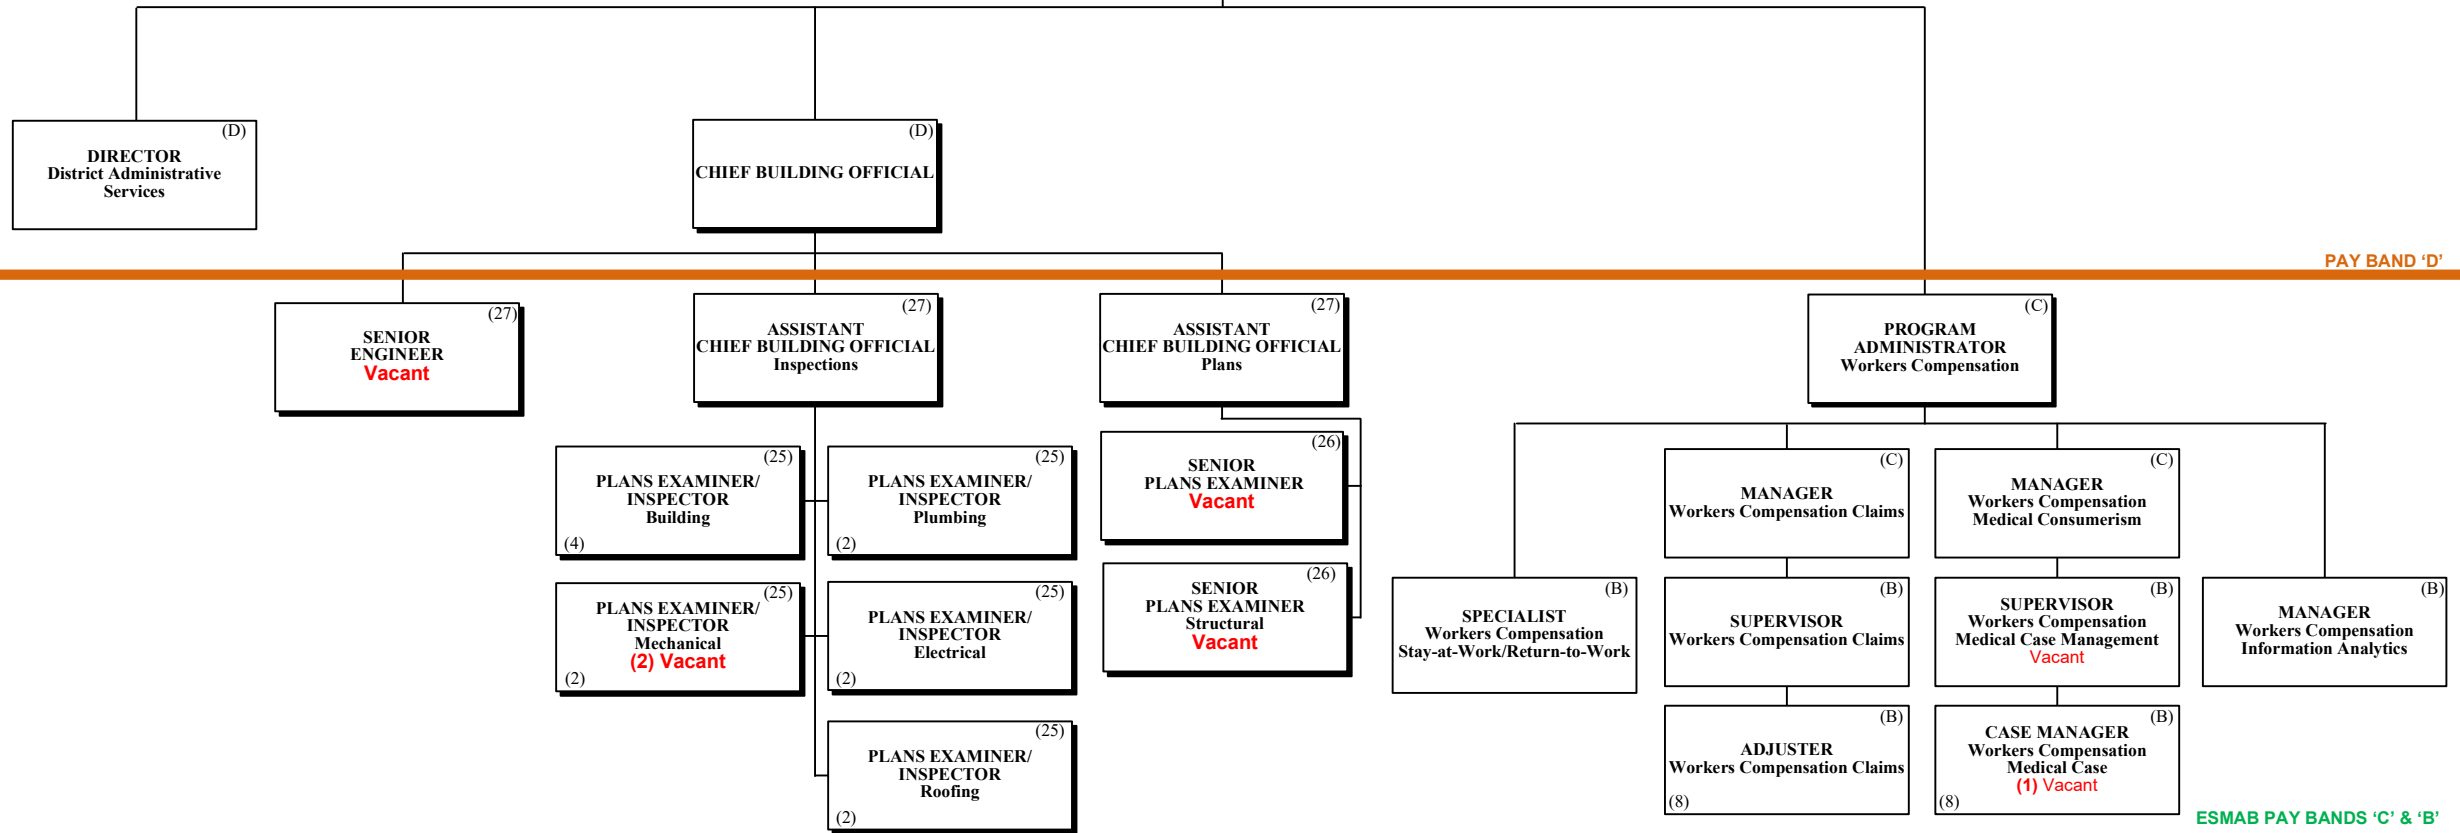 (D)
DIRECTOR
District Administrative
Services
(D)
CHIEF BUILDING OFFICIAL
PAY BAND ‘D’
(27)
SENIOR
ENGINEER
Vacant
(27)
ASSISTANT
CHIEF BUILDING OFFICIAL
Inspections
(27)
ASSISTANT
CHIEF BUILDING OFFICIAL
Plans
(C)
PROGRAM
ADMINISTRATOR
Workers Compensation
(25)
PLANS EXAMINER/
INSPECTOR
Building
(4)
(25)
PLANS EXAMINER/
INSPECTOR
Plumbing
(2)
(25)
PLANS EXAMINER/
INSPECTOR
Mechanical
(2) Vacant
(2)
(25)
PLANS EXAMINER/
INSPECTOR
Electrical
(2)
(25)
PLANS EXAMINER/
INSPECTOR
Roofing
(2)
(26)
SENIOR
PLANS EXAMINER
Vacant
(26)
SENIOR
PLANS EXAMINER
Structural
Vacant
(B)
SPECIALIST
Workers Compensation
Stay-at-Work/Return-to-Work
(C)
MANAGER
Workers Compensation Claims
(B)
SUPERVISOR
Workers Compensation Claims
(B)
ADJUSTER
Workers Compensation Claims
(8)
(C)
MANAGER
Workers Compensation
Medical Consumerism
(B)
SUPERVISOR
Workers Compensation
Medical Case Management
Vacant
(B)
CASE MANAGER
Workers Compensation
Medical Case
(1) Vacant
(8)
(B)
MANAGER
Workers Compensation
Information Analytics
ESMAB PAY BANDS ‘C’ & ‘B’